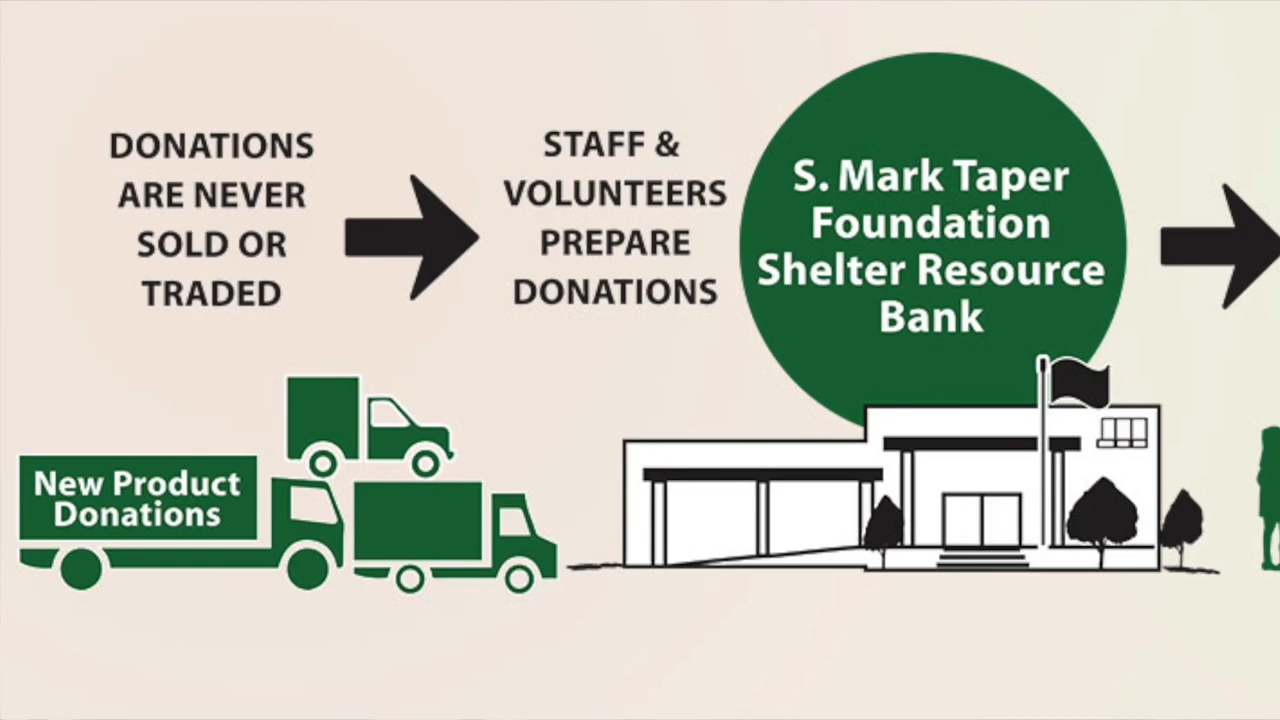 DONATIONS
ARE NEVER
SOLD OR
TRADED
STAFF &
VOLUNTEERS
PREPARE
DONATIONS
S. Mark Taper
Foundation
Shelter Resource
Bank
New Product
Donations